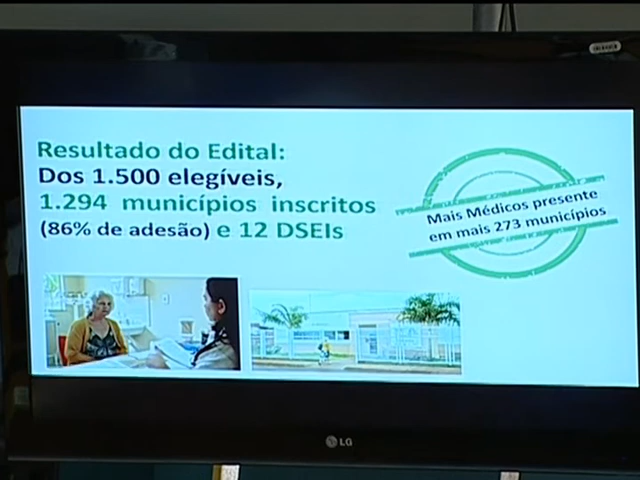 Resultado do Edital:
Dos 1.500 elegíveis,
1.294 municípios inscritos
(86% de adesão) e 12 DSEIs
Mais Médicos presente
em mais 273 municípios
LG